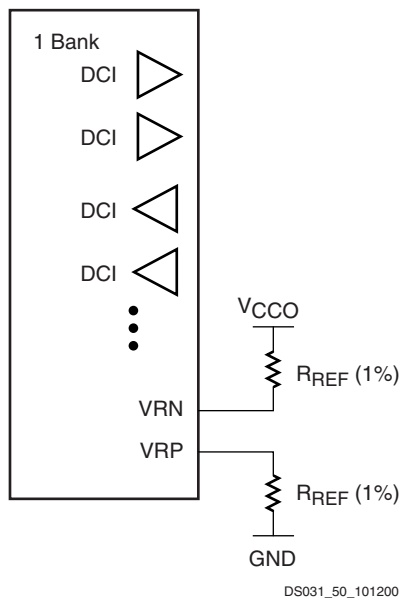 1 Bank
DCI
DCI
DCI
DCI
VCCO
RREF (1%)
VRN
VRP
RREF (1%)
GND
DS031_50_101200